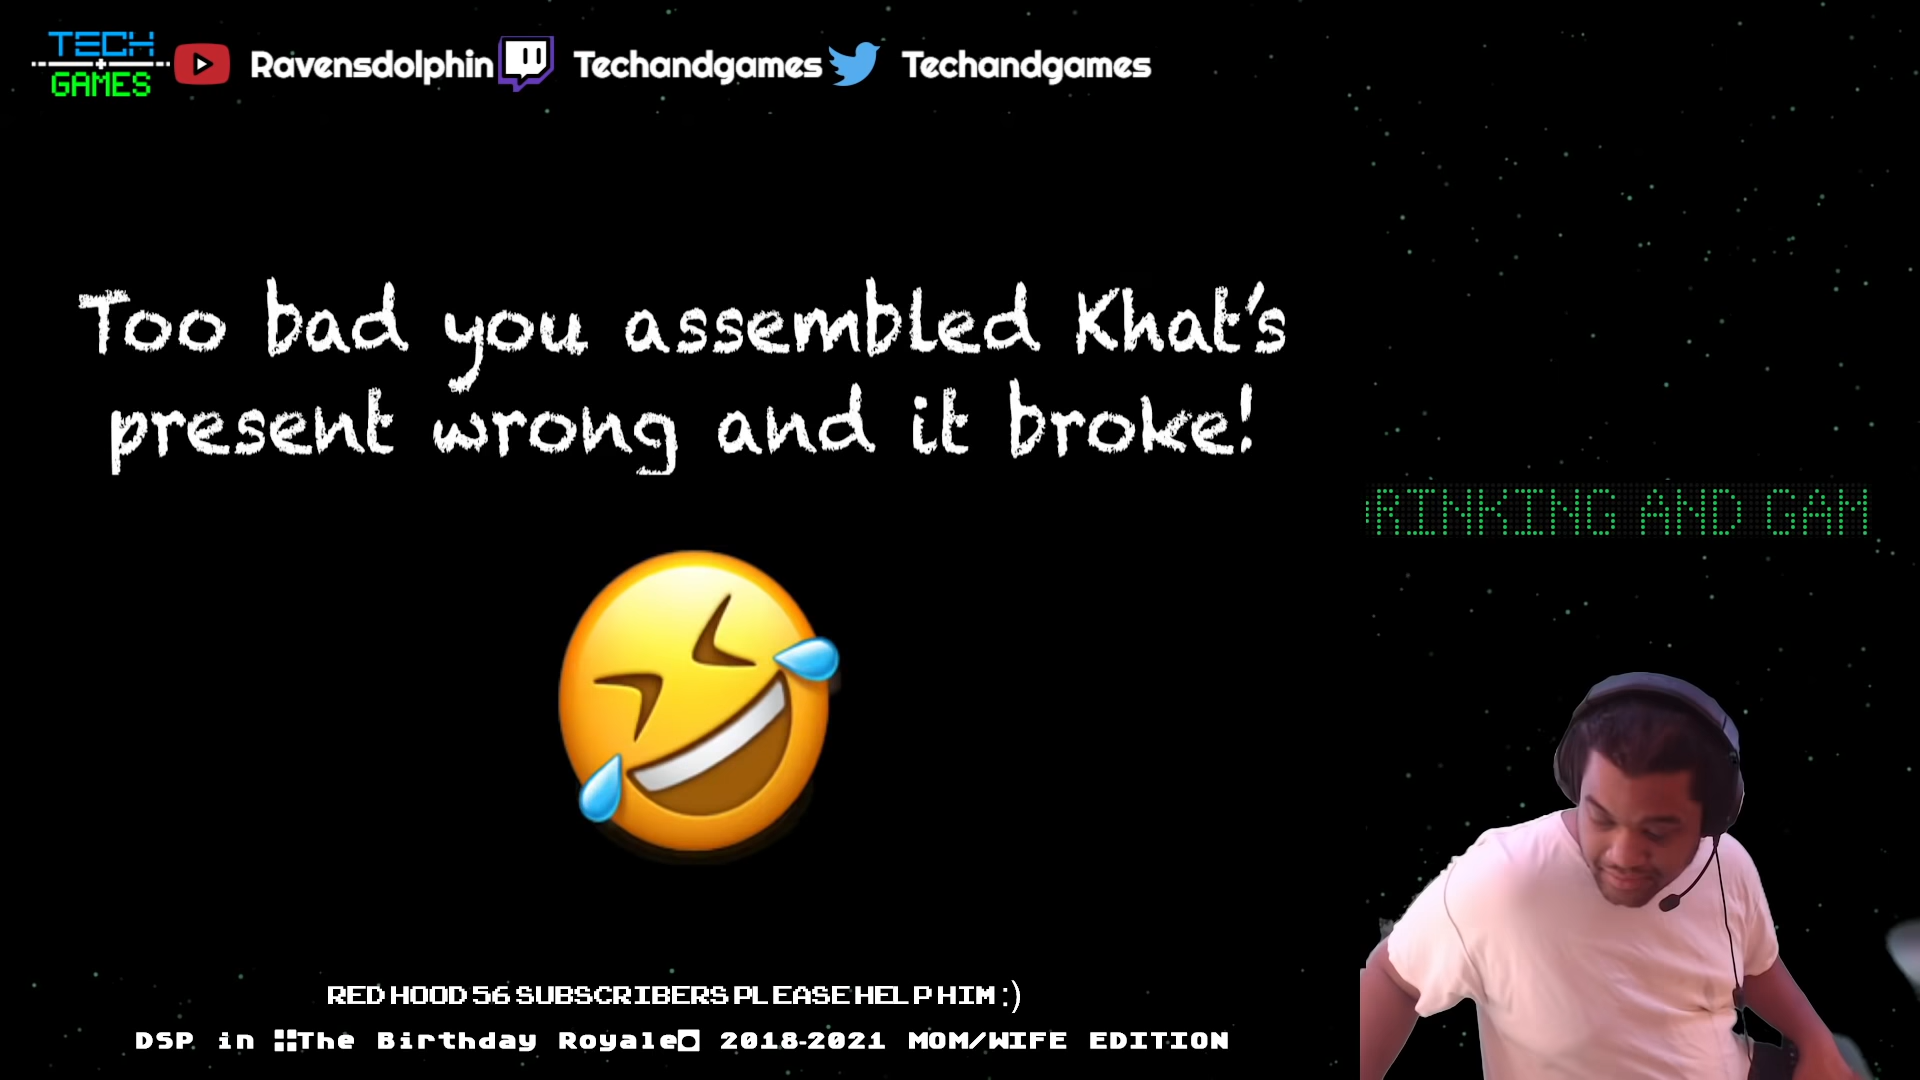 TECH
GAMES
Ravensdolphin Techandgames Techandgames
Too bad you assembled Khat's
present wrong and it broke!
RINKING AND GAM
RED HOOD 56 SUBSCRIBERS PLEASE HELP HIM :)
DSP in The Birthday Royale 2018-2021 MOM/WIFE EDITION